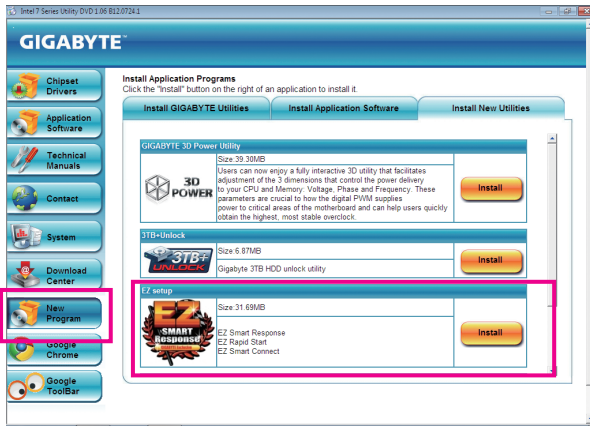 Intel 7 Series Utility DVD 1.06 B12.0724.1
GIGABYTE™
Chipset
Drivers
Application
Software
Technical
Manuals
Contact
System
Download
Center
New
Program
Google
Chrome
Google
ToolBar
Install Application Programs
Click the "Install" button on the right of an application to install it.
Install GIGABYTE Utilities
Install Application Software
Install New Utilities
GIGABYTE 3D Power Utility
3D
POWER
Size:39.30MB
Users can now enjoy a fully interactive 3D utility that facilitates
adjustment of the 3 dimensions that control the power delivery
to your CPU and Memory: Voltage, Phase and Frequency. These
parameters are crucial to how the digital PWM supplies
power to critical areas of the motherboard and can help users quickly
obtain the highest, most stable overclock.
Install
3TB+Unlock
3TB+
UNLOCK
Size:6.87MB
Gigabyte 3TB HDD unlock utility
Install
EZ setup
EZ
SMART
Response
Size:31.69MB
EZ Smart Response
EZ Rapid Start
EZ Smart Connect
Install